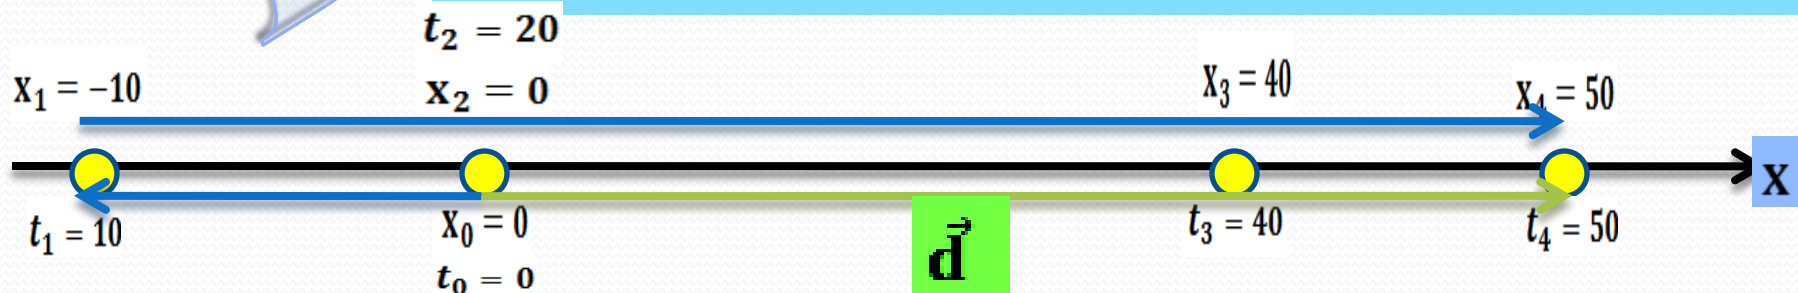 t₂ = 20
x₁ = −10
x₂ = 0
x₃ = 40
x₄ = 50
x
t₁ = 10
x₀ = 0
t₀ = 0
d⃗
t₃ = 40
t₄ = 50